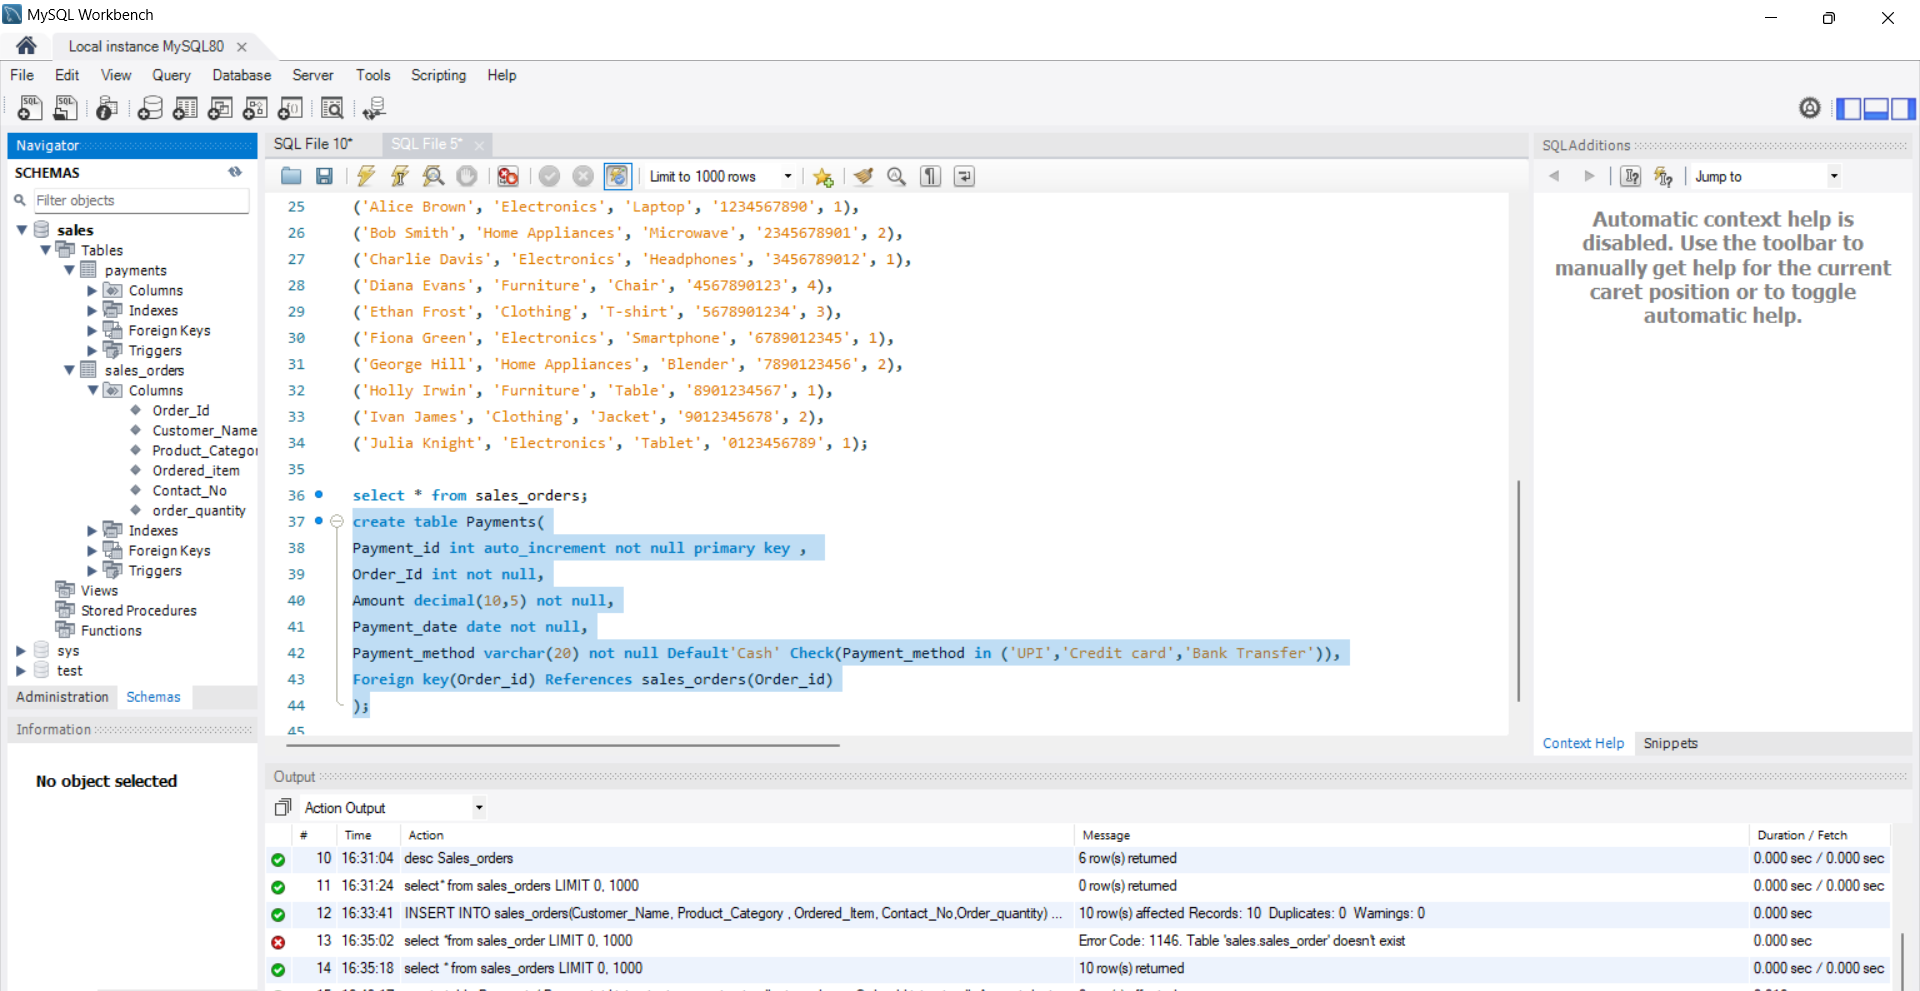 MySQL Workbench
Local instance MySQL80
File Edit View Query Database Server Tools Scripting Help
Navigator
SCHEMAS
Filter objects
sales
Tables
payments
Columns
Indexes
Foreign Keys
Triggers
sales_orders
Columns
Order_Id
Customer_Name
Product_Catego
Ordered_item
Contact_No
order_quantity
Indexes
Foreign Keys
Triggers
Views
Stored Procedures
Functions
sys
test
Administration Schemas
Information
No object selected
SQL File 10* SQL File 5*
Limit to 1000 rows
25 ('Alice Brown', 'Electronics', 'Laptop', '1234567890', 1),
26 ('Bob Smith', 'Home Appliances', 'Microwave', '2345678901', 2),
27 ('Charlie Davis', 'Electronics', 'Headphones', '3456789012', 1),
28 ('Diana Evans', 'Furniture', 'Chair', '4567890123', 4),
29 ('Ethan Frost', 'Clothing', 'T-shirt', '5678901234', 3),
30 ('Fiona Green', 'Electronics', 'Smartphone', '6789012345', 1),
31 ('George Hill', 'Home Appliances', 'Blender', '7890123456', 2),
32 ('Holly Irwin', 'Furniture', 'Table', '8901234567', 1),
33 ('Ivan James', 'Clothing', 'Jacket', '9012345678', 2),
34 ('Julia Knight', 'Electronics', 'Tablet', '0123456789', 1);
35
36 select * from sales_orders;
37 create table Payments(
38 Payment_id int auto_increment not null primary key ,
39 Order_Id int not null,
40 Amount decimal(10,5) not null,
41 Payment_date date not null,
42 Payment_method varchar(20) not null Default'Cash' Check(Payment_method in ('UPI','Credit card','Bank Transfer')),
43 Foreign key(Order_id) References sales_orders(Order_id)
44 );
45
SQLAdditions
Jump to
Automatic context help is
disabled. Use the toolbar to
manually get help for the current
caret position or to toggle
automatic help.
Context Help Snippets
Output
Action Output
# Time Action Message Duration / Fetch
10 16:31:04 desc Sales_orders 6 row(s) returned 0.000 sec / 0.000 sec
11 16:31:24 select* from sales_orders LIMIT 0, 1000 0 row(s) returned 0.000 sec / 0.000 sec
12 16:33:41 INSERT INTO sales_orders(Customer_Name, Product_Category , Ordered_Item, Contact_No,Order_quantity) ... 10 row(s) affected Records: 10 Duplicates: 0 Warnings: 0 0.000 sec
13 16:35:02 select *from sales_order LIMIT 0, 1000 Error Code: 1146. Table 'sales.sales_order' doesn't exist 0.000 sec
14 16:35:18 select * from sales_orders LIMIT 0, 1000 10 row(s) returned 0.000 sec / 0.000 sec